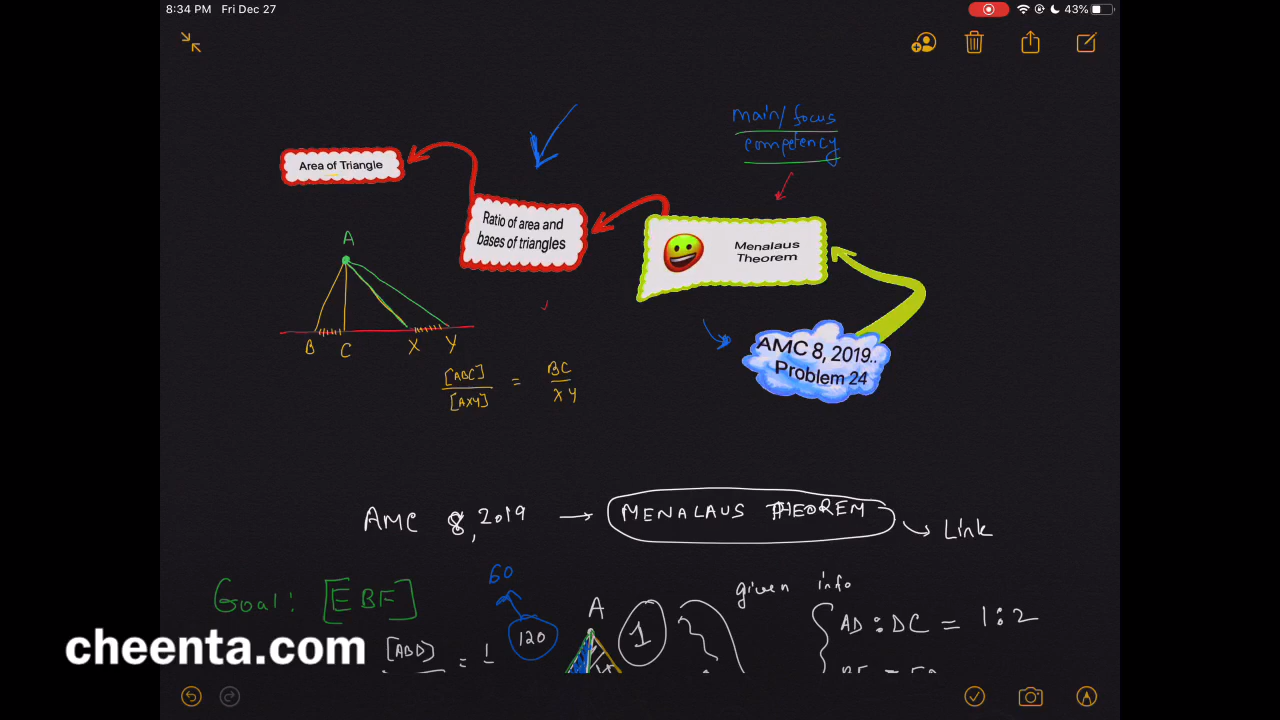 8:34 PM Fri Dec 27
43%
main/focus
competency
Area of Triangle
Ratio of area and
bases of triangles
Menalaus
Theorem
A
B C X Y
[ABC] / [AXY] = BC / XY
AMC 8, 2019..
Problem 24
AMC 8, 2019 → MENALAUS THEOREM
Link
60
given info
Goal: [EBF]
A
1
120
AD : DC = 1:2
[ABD]
=
cheenta.com